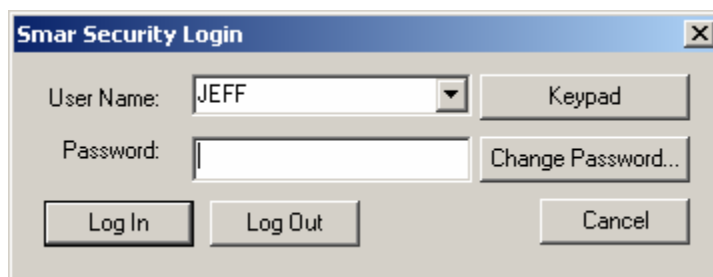 Smar Security Login
User Name: JEFF Keypad
Password: Change Password...
Log In Log Out Cancel